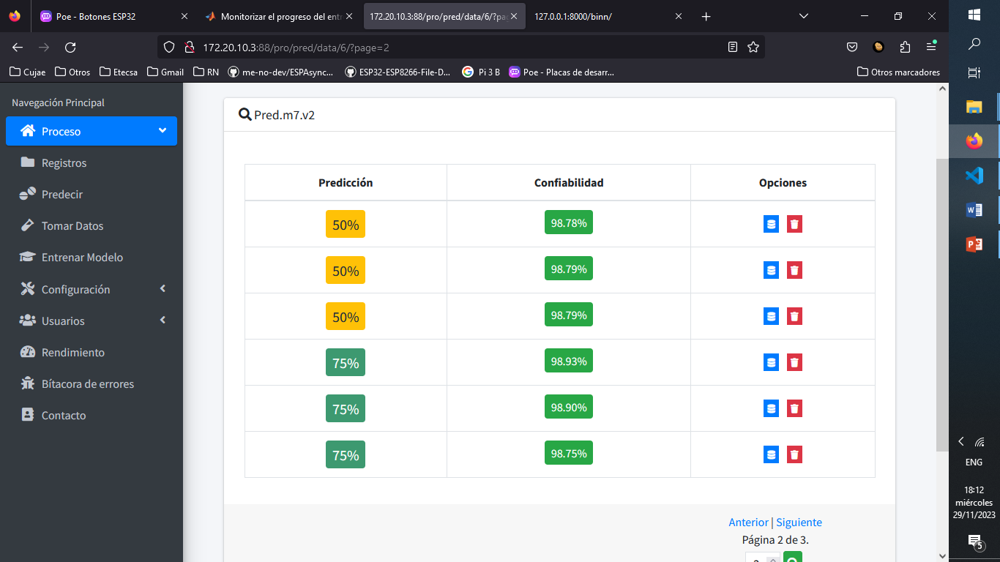 Poe - Botones ESP32
Monitorizar el progreso del entr
172.20.10.3:88/pro/pred/data/6/?pag
127.0.0.1:8000/binn/
172.20.10.3:88/pro/pred/data/6/?page=2
Cujae
Otros
Etecsa
Gmail
RN
me-no-dev/ESPAsync...
ESP32-ESP8266-File-D...
Pi 3 B
Poe - Placas de desarr...
Otros marcadores
Navegación Principal
Proceso
Registros
Predecir
Tomar Datos
Entrenar Modelo
Configuración
Usuarios
Rendimiento
Bítacora de errores
Contacto
Pred.m7.v2
Predicción Confiabilidad Opciones
50% 98.78%
50% 98.79%
50% 98.79%
75% 98.93%
75% 98.90%
75% 98.75%
Anterior | Siguiente
Página 2 de 3.
ENG
18:12
miércoles
29/11/2023
5